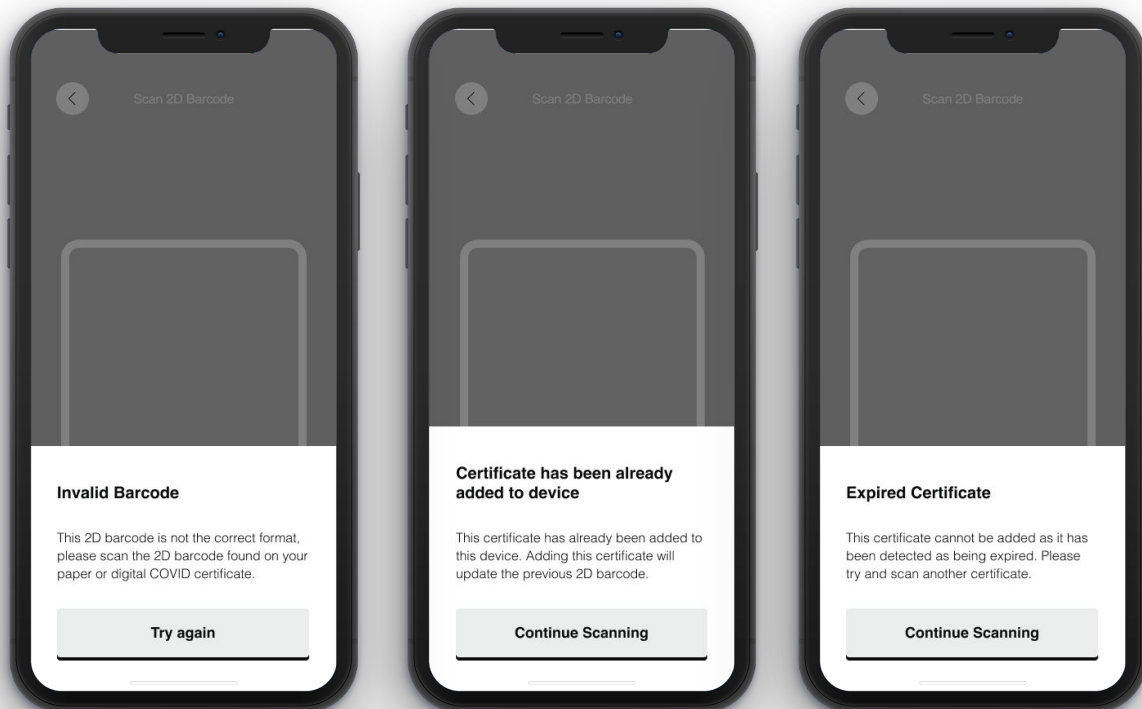 Scan 2D Barcode
Invalid Barcode
This 2D barcode is not the correct format,
please scan the 2D barcode found on your
paper or digital COVID certificate.
Try again
Scan 2D Barcode
Certificate has been already
added to device
This certificate has already been added to
this device. Adding this certificate will
update the previous 2D barcode.
Continue Scanning
Scan 2D Barcode
Expired Certificate
This certificate cannot be added as it has
been detected as being expired. Please
try and scan another certificate.
Continue Scanning